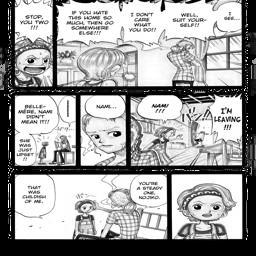 I
SEE...
WELL,
SUIT YOUR-
SELF!!
I DON'T
CARE
WHAT
YOU DO!!
IF YOU HATE
THIS HOME SO
MUCH, THEN GO
SOMEWHERE
ELSE!!!
STOP,
YOU TWO
!!!
I'M
LEAVING
!!!
NAMI
!!!
NAMI...
BELLE-
MÈRE, NAMI
DIDN'T
MEAN IT!!
SHE
WAS
JUST
UPSET
!!
YOU'RE
A STEADY
ONE,
NOJIKO.
THAT WAS
CHILDISH
OF ME.